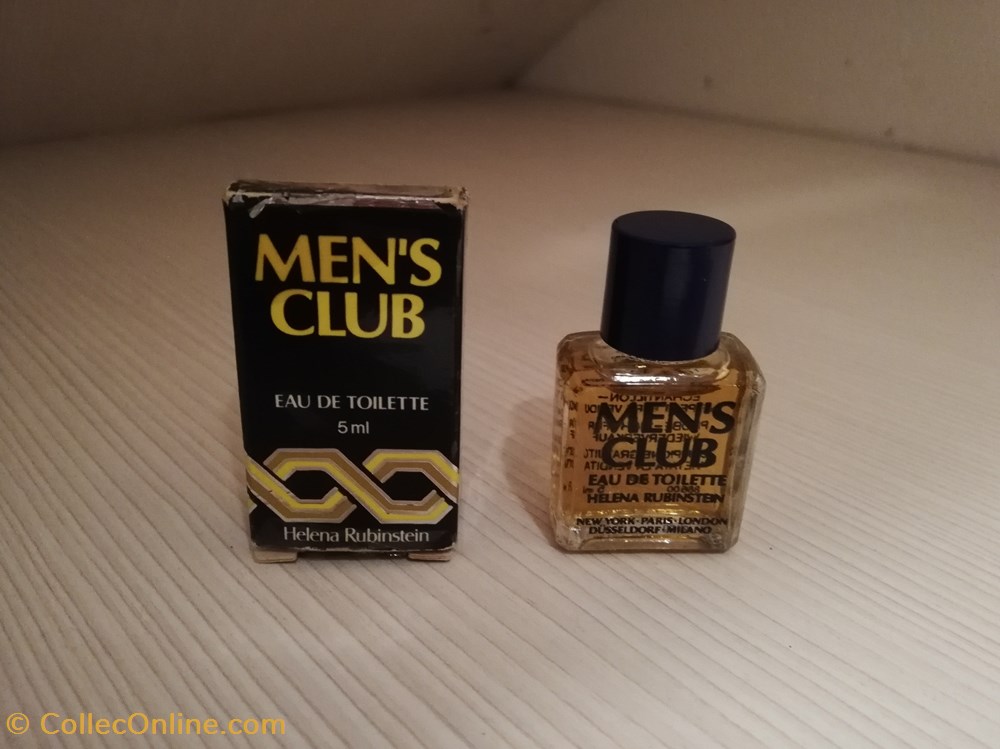 MEN'S
CLUB
EAU DE TOILETTE
5 ml
Helena Rubinstein
MEN'S
CLUB
EAU DE TOILETTE
HELENA RUBINSTEIN
NEW YORK · PARIS · LONDON
DÜSSELDORF · MILANO
© CollecOnline.com